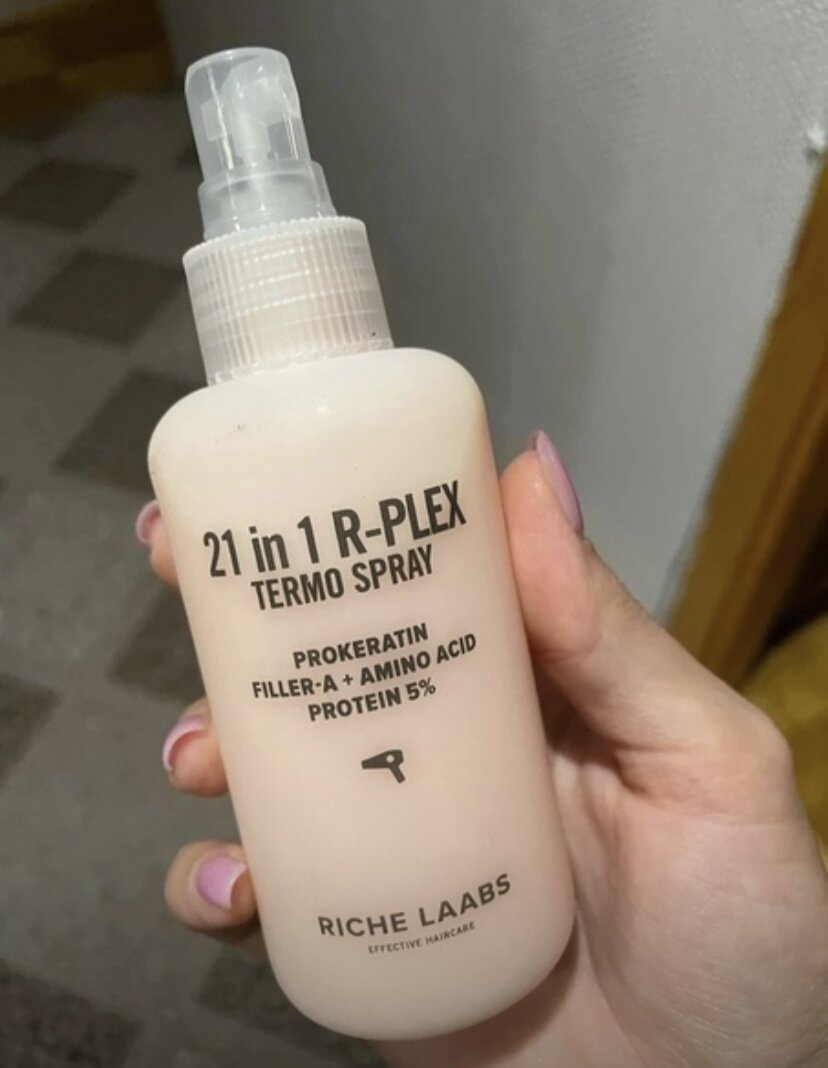 21 in 1 R-PLEX
TERMO SPRAY
PROKERATIN
FILLER-A + AMINO ACID
PROTEIN 5%
RICHE LAABS
EFFECTIVE HAIRCARE